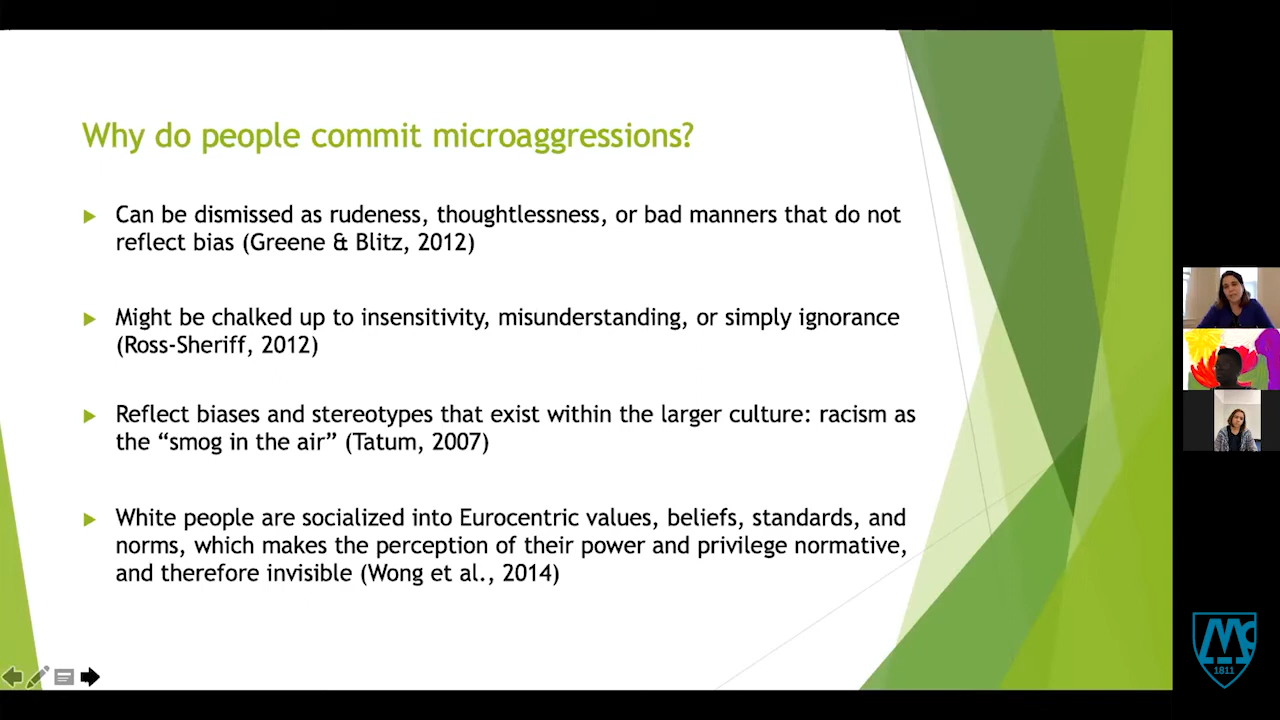 Why do people commit microaggressions?
Can be dismissed as rudeness, thoughtlessness, or bad manners that do not
reflect bias (Greene & Blitz, 2012)
Might be chalked up to insensitivity, misunderstanding, or simply ignorance
(Ross-Sheriff, 2012)
Reflect biases and stereotypes that exist within the larger culture: racism as
the “smog in the air” (Tatum, 2007)
White people are socialized into Eurocentric values, beliefs, standards, and
norms, which makes the perception of their power and privilege normative,
and therefore invisible (Wong et al., 2014)
1811